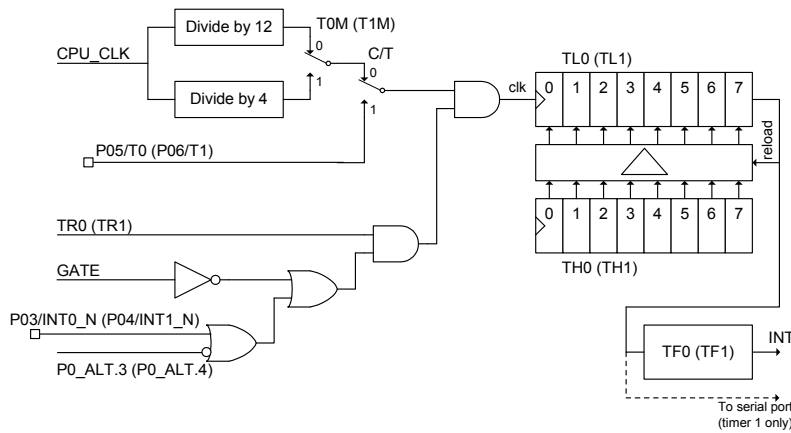 Divide by 12
T0M (T1M)
0
C/T
CPU_CLK
0
1
Divide by 4
1
TL0 (TL1)
clk
0 1 2 3 4 5 6 7
P05/T0 (P06/T1)
reload
0 1 2 3 4 5 6 7
TR0 (TR1)
TH0 (TH1)
GATE
P03/INT0_N (P04/INT1_N)
INT
TF0 (TF1)
P0_ALT.3 (P0_ALT.4)
To serial port
(timer 1 only)